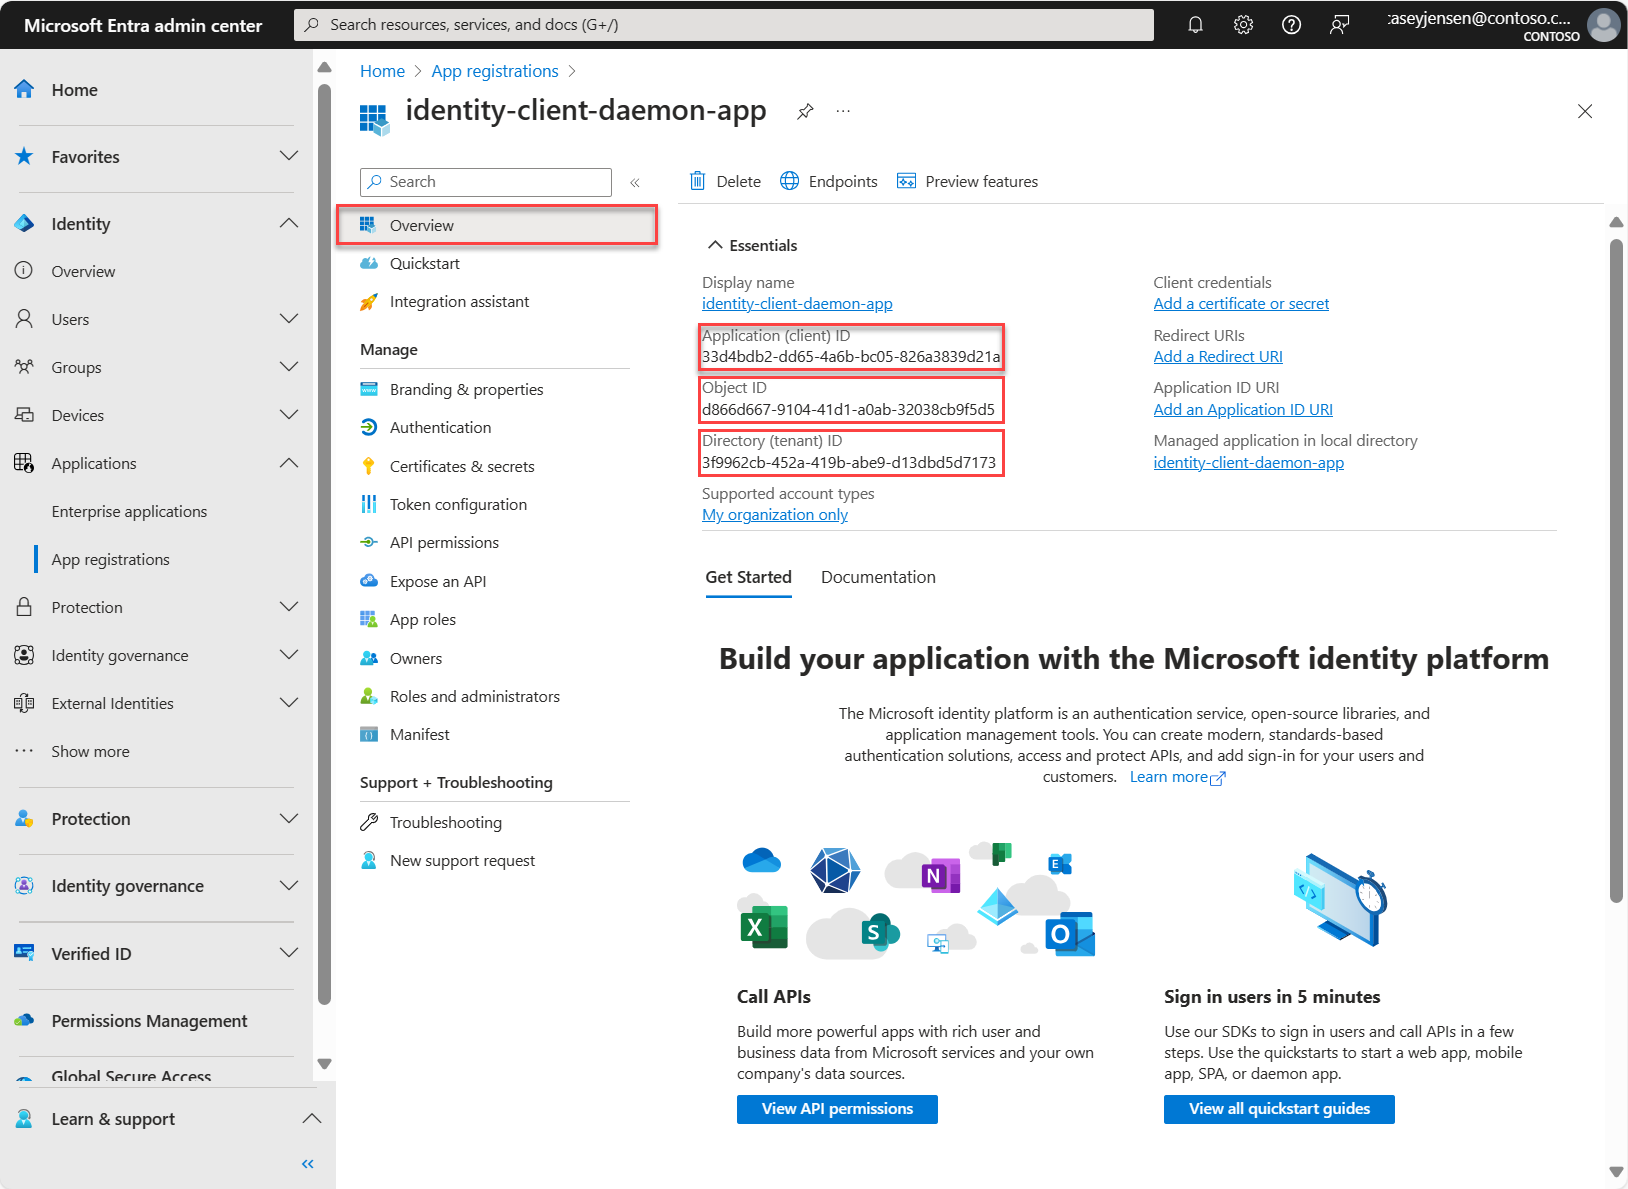 Microsoft Entra admin center
Search resources, services, and docs (G+/)
caseyjensen@contoso.c...
CONTOSO
Home
Favorites
Identity
Overview
Users
Groups
Devices
Applications
Enterprise applications
App registrations
Protection
Identity governance
External Identities
Show more
Protection
Identity governance
Verified ID
Permissions Management
Global Secure Access
Learn & support
Home > App registrations >
identity-client-daemon-app
Search
Overview
Quickstart
Integration assistant
Manage
Branding & properties
Authentication
Certificates & secrets
Token configuration
API permissions
Expose an API
App roles
Owners
Roles and administrators
Manifest
Support + Troubleshooting
Troubleshooting
New support request
Delete
Endpoints
Preview features
Essentials
Display name
identity-client-daemon-app
Application (client) ID
33d4bdb2-dd65-4a6b-bc05-826a3839d21a
Object ID
d866d667-9104-41d1-a0ab-32038cb9f5d5
Directory (tenant) ID
3f9962cb-452a-419b-abe9-d13dbd5d7173
Supported account types
My organization only
Client credentials
Add a certificate or secret
Redirect URIs
Add a Redirect URI
Application ID URI
Add an Application ID URI
Managed application in local directory
identity-client-daemon-app
Get Started
Documentation
Build your application with the Microsoft identity platform
The Microsoft identity platform is an authentication service, open-source libraries, and
application management tools. You can create modern, standards-based
authentication solutions, access and protect APIs, and add sign-in for your users and
customers. Learn more
N
E
X
S
O
Call APIs
Build more powerful apps with rich user and
business data from Microsoft services and your own
company's data sources.
View API permissions
Sign in users in 5 minutes
Use our SDKs to sign in users and call APIs in a few
steps. Use the quickstarts to start a web app, mobile
app, SPA, or daemon app.
View all quickstart guides